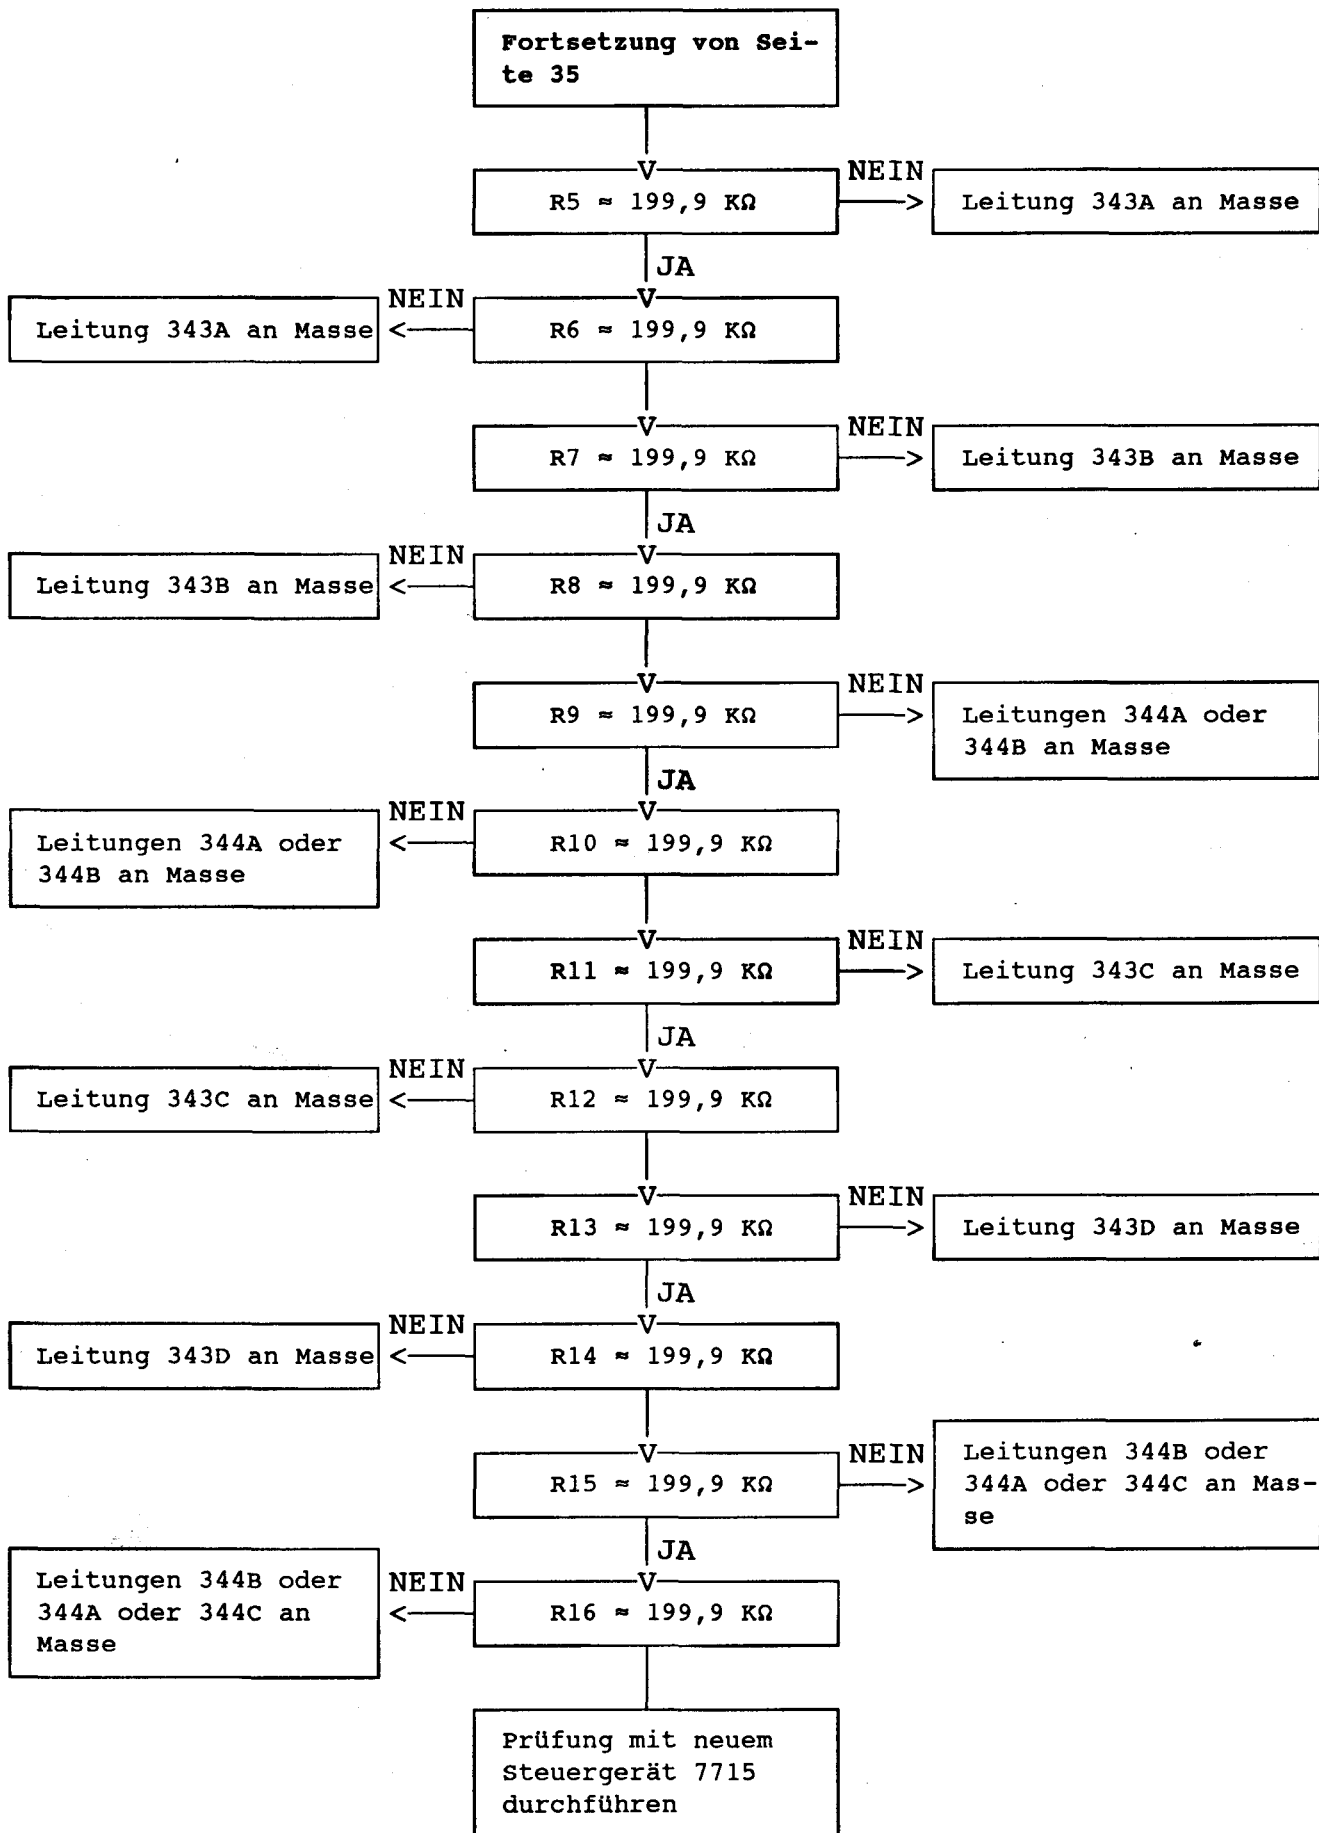 Fortsetzung von Sei-
te 35
V
NEIN
R5 ≈ 199,9 KΩ
>
Leitung 343A an Masse
JA
NEIN
V
Leitung 343A an Masse
<
R6 ≈ 199,9 KΩ
V
NEIN
R7 ≈ 199,9 KΩ
>
Leitung 343B an Masse
JA
NEIN
V
Leitung 343B an Masse
<
R8 ≈ 199,9 KΩ
V
NEIN
R9 ≈ 199,9 KΩ
>
Leitungen 344A oder
344B an Masse
JA
NEIN
V
Leitungen 344A oder
344B an Masse
<
R10 ≈ 199,9 KΩ
V
NEIN
R11 ≈ 199,9 KΩ
>
Leitung 343C an Masse
JA
NEIN
V
Leitung 343C an Masse
<
R12 ≈ 199,9 KΩ
V
NEIN
R13 ≈ 199,9 KΩ
>
Leitung 343D an Masse
JA
NEIN
V
Leitung 343D an Masse
<
R14 ≈ 199,9 KΩ
V
NEIN
R15 ≈ 199,9 KΩ
>
Leitungen 344B oder
344A oder 344C an Mas-
se
JA
NEIN
V
Leitungen 344B oder
344A oder 344C an
Masse
<
R16 ≈ 199,9 KΩ
Prüfung mit neuem
Steuergerät 7715
durchführen